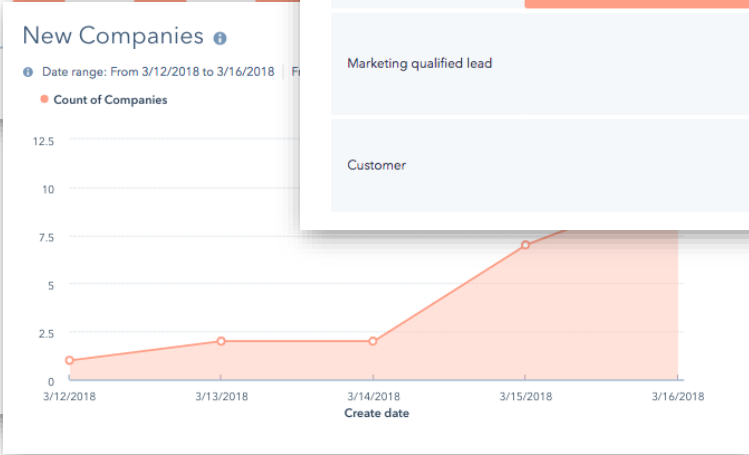 New Companies
Date range: From 3/12/2018 to 3/16/2018
Count of Companies
12.5
10
7.5
5
2.5
0
3/12/2018
3/13/2018
3/14/2018
3/15/2018
3/16/2018
Create date
Marketing qualified lead
Customer